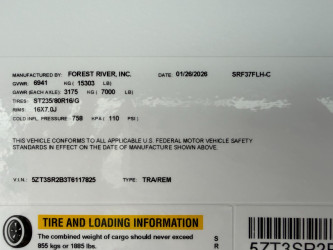 MANUFACTURED BY: FOREST RIVER, INC. DATE: 01/26/2026 SRF37FLH-C
GVWR: 6941 KG ( 15303 LB)
GAWR (EACH AXLE): 3175 KG ( 7000 LB)
TIRES: ST235/80R16/G
RIMS: 16X7.0J
COLD INFL. PRESSURE: 758 KPA ( 110 PSI)
THIS VEHICLE CONFORMS TO ALL APPLICABLE U.S. FEDERAL MOTOR VEHICLE SAFETY
STANDARDS IN EFFECT ON THE DATE OF MANUFACTURE SHOWN ABOVE.
V.I.N.: 5ZT3SR2B3T6117825 TYPE: TRA/REM
TIRE AND LOADING INFORMATION
The combined weight of cargo should never exceed
855 kgs or 1885 lbs.
S
R
5ZT3SR2B